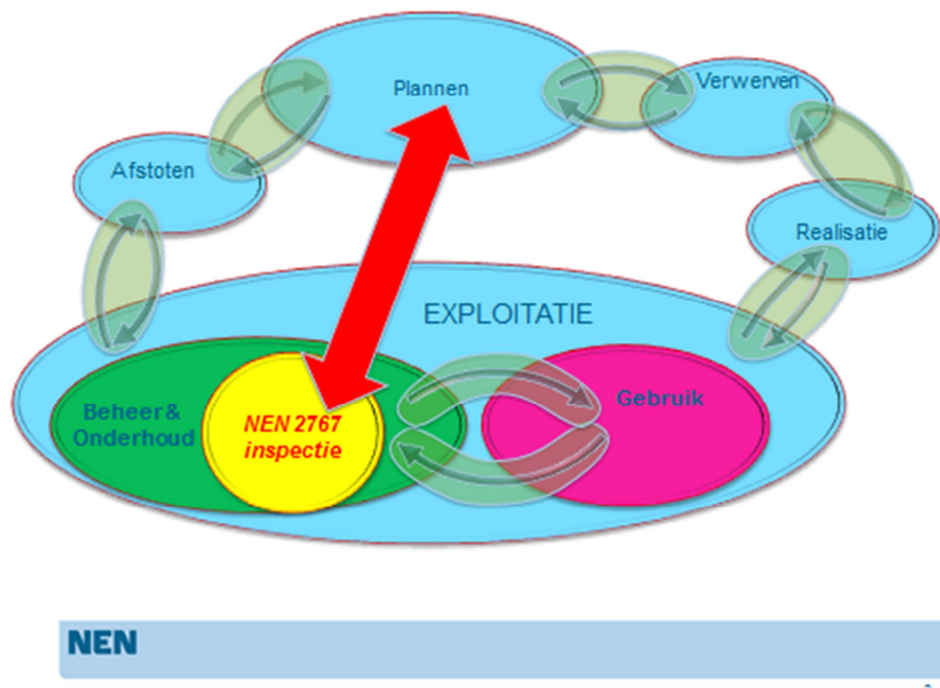 Plannen
Verwerven
Afstoten
Realisatie
EXPLOITATIE
Beheer &
Onderhoud
NEN 2767
inspectie
Gebruik
NEN